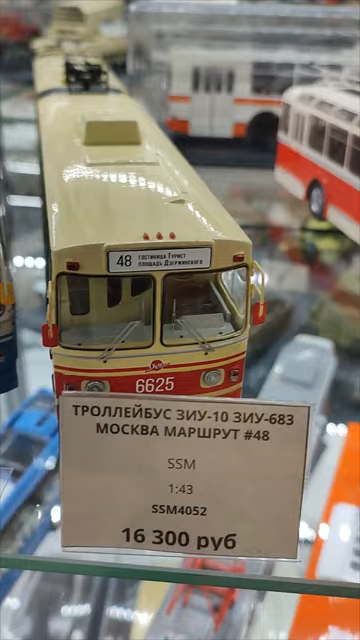 48 гостиница Турист
площадь Дзержинского
6625
ТРОЛЛЕЙБУС ЗИУ-10 ЗИУ-683
МОСКВА МАРШРУТ #48
SSM
1:43
SSM4052
16 300 руб